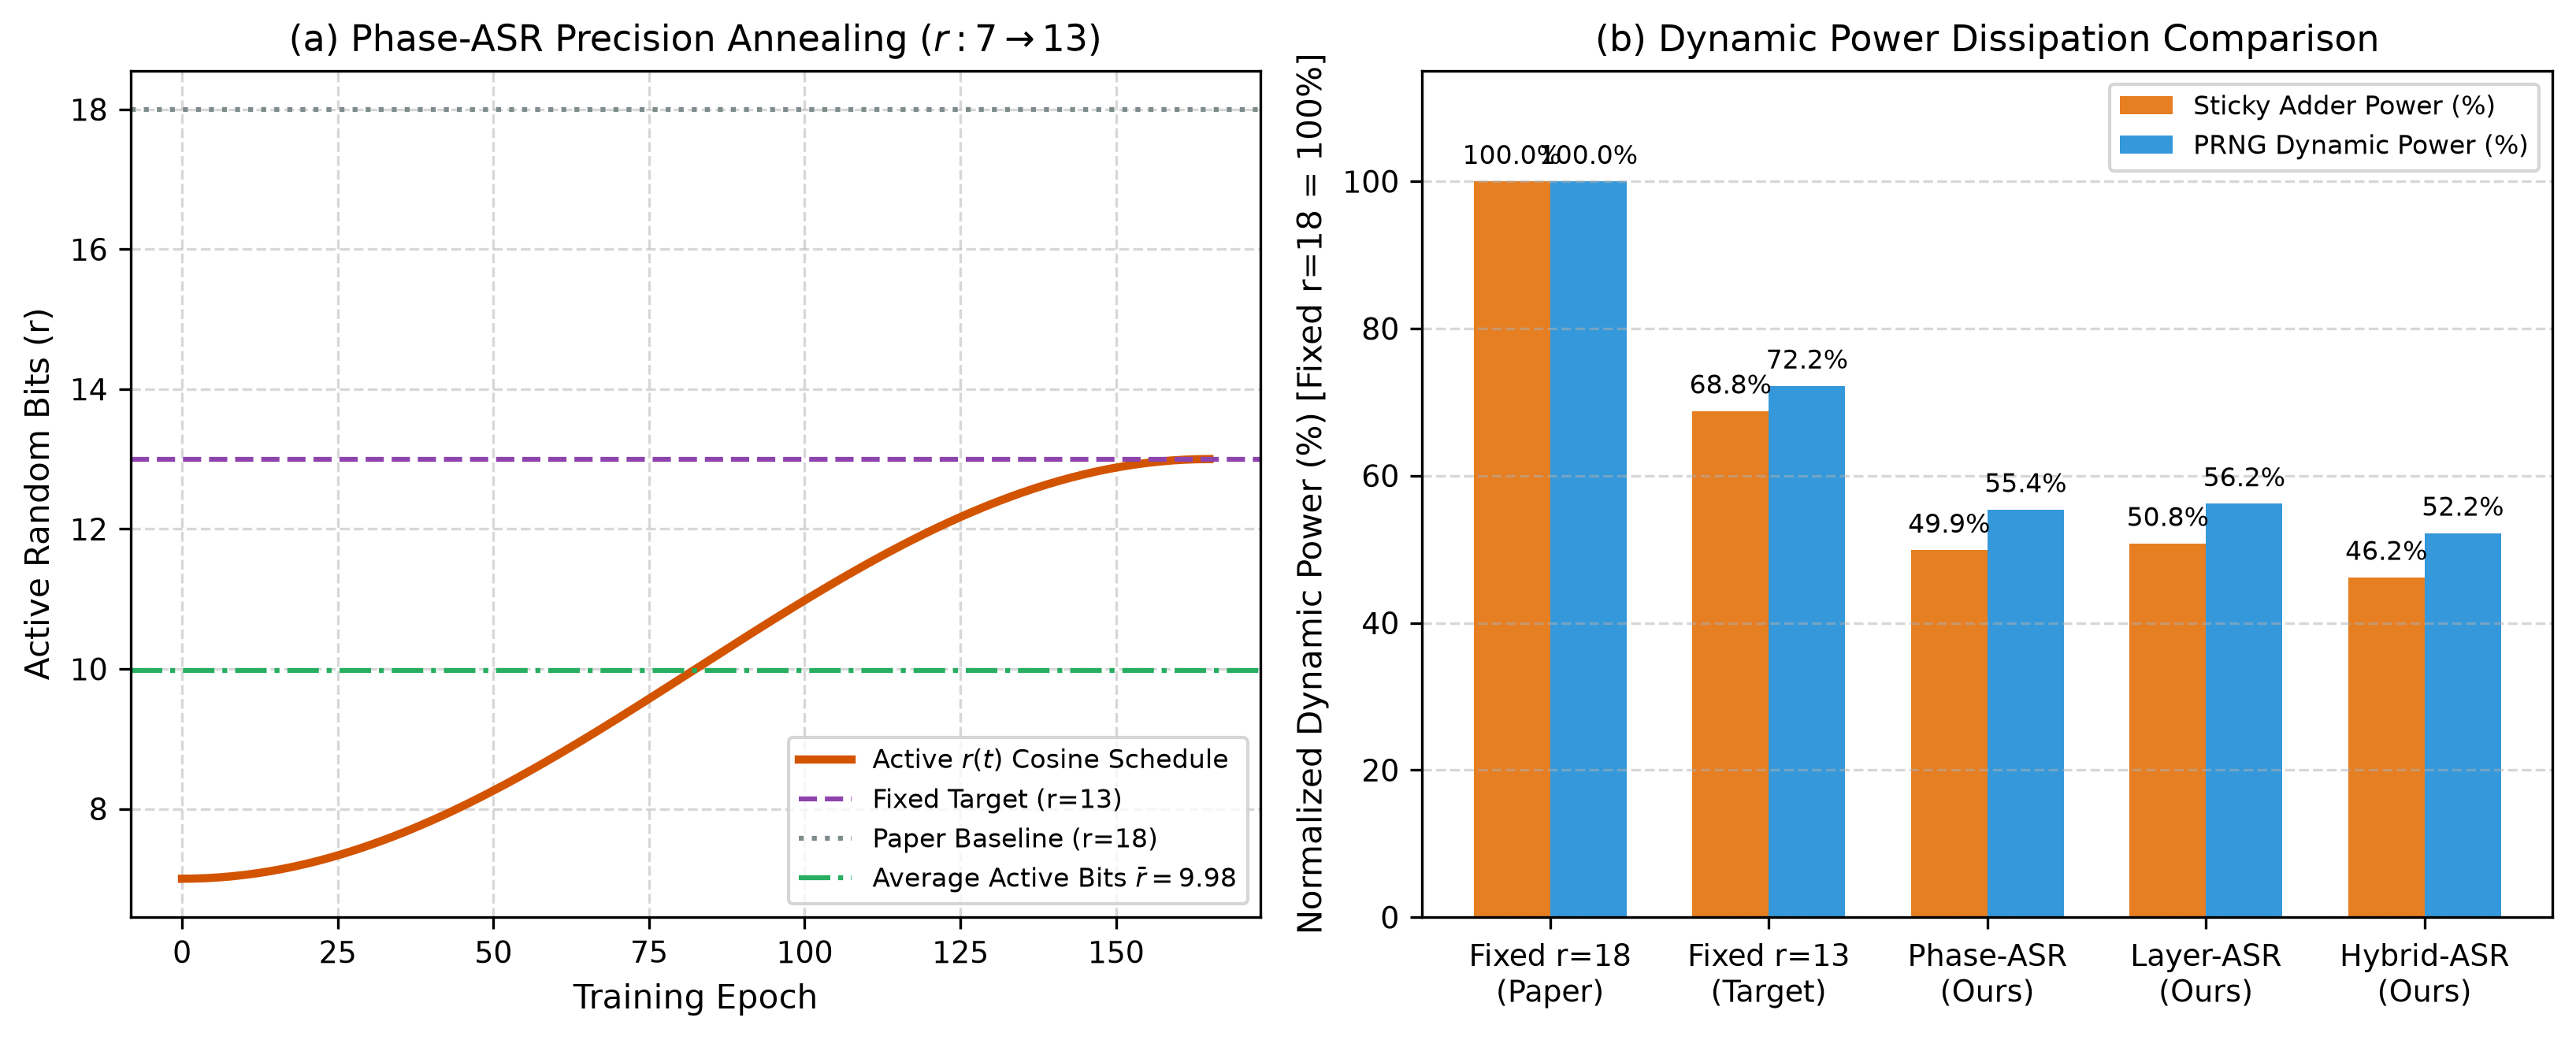 (a) Phase-ASR Precision Annealing (r : 7 → 13)
Active Random Bits (r)
18
16
14
12
10
8
0 25 50 75 100 125 150
Training Epoch
Active r(t) Cosine Schedule
Fixed Target (r=13)
Paper Baseline (r=18)
Average Active Bits r̄ = 9.98
(b) Dynamic Power Dissipation Comparison
Normalized Dynamic Power (%) [Fixed r=18 = 100%]
100
80
60
40
20
0
Sticky Adder Power (%)
PRNG Dynamic Power (%)
100.0% 100.0%
68.8% 72.2%
49.9% 55.4%
50.8% 56.2%
46.2% 52.2%
Fixed r=18
(Paper)
Fixed r=13
(Target)
Phase-ASR
(Ours)
Layer-ASR
(Ours)
Hybrid-ASR
(Ours)